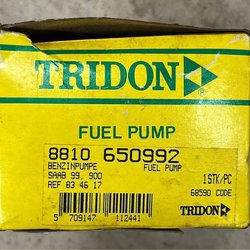 TRIDON
FUEL PUMP
8810 650992
BENZINPUMPE FUEL PUMP
SAAB 99, 900
REF 83 46 17
1STK/PC
68590 CODE
5 709147 112441
TRIDON